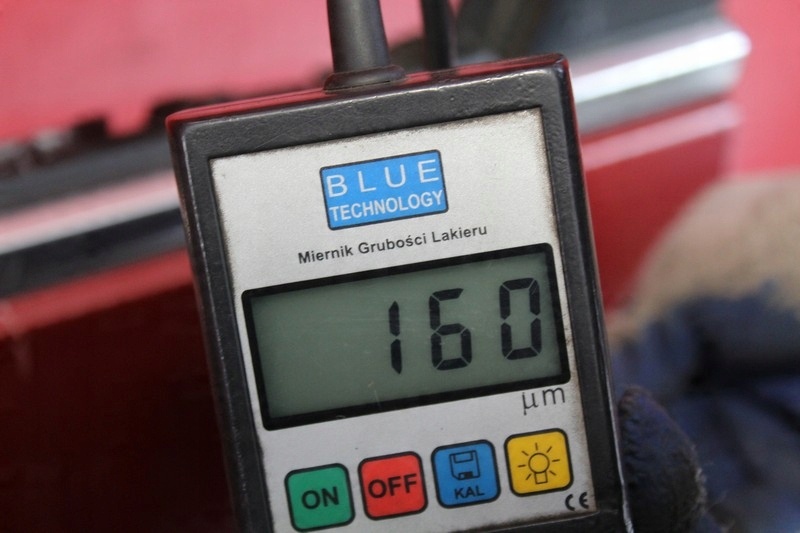 BLUE
TECHNOLOGY
Miernik Grubości Lakieru
160
µm
ON
OFF
KAL
CE